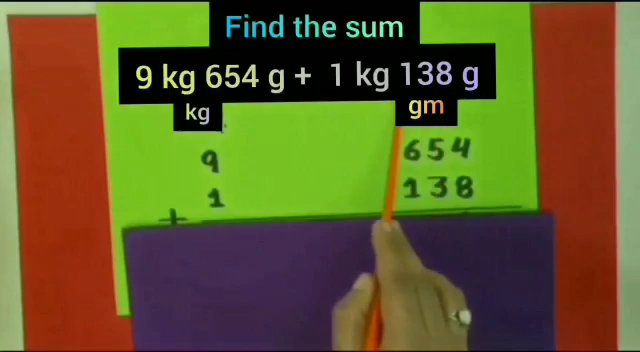 Find the sum
9 kg 654 g + 1 kg 138 g
kg gm
9 654
1 138
+